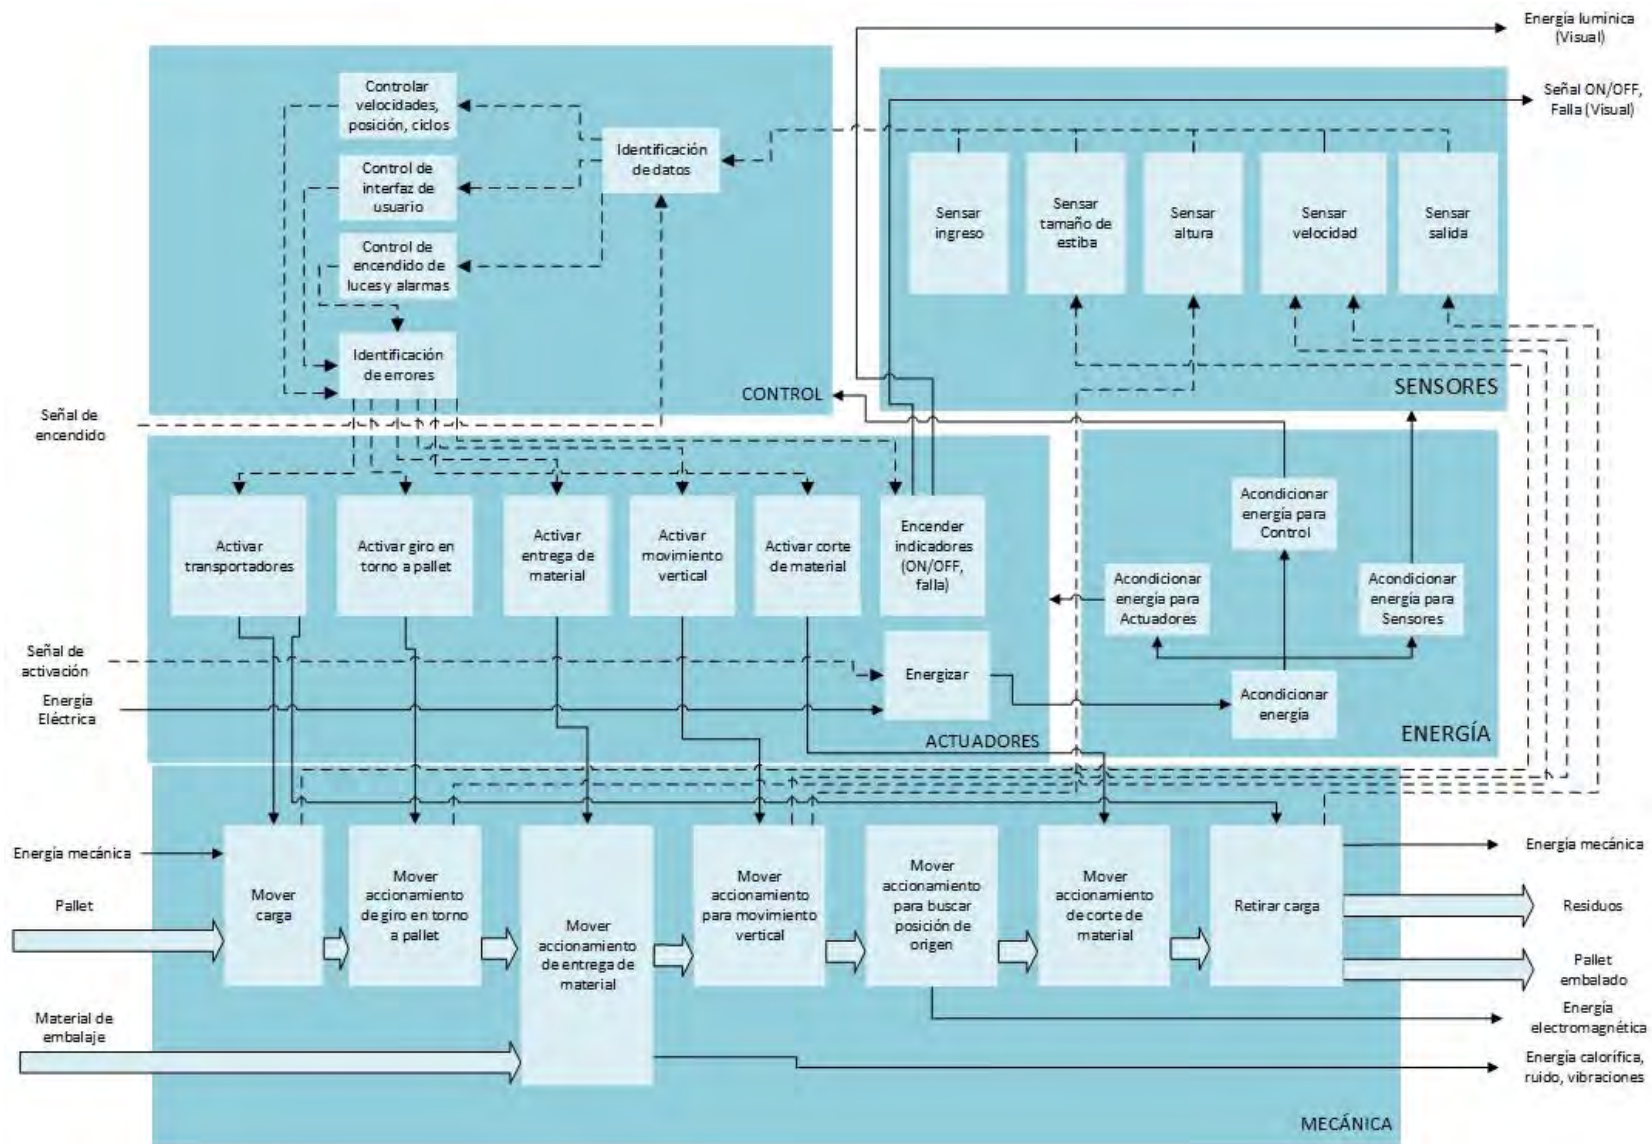 Energía lumínica
(Visual)
Señal ON/OFF,
Falla (Visual)
Controlar
velocidades,
posición, ciclos
Identificación
de datos
Control de
interfaz de
usuario
Control de
encendido de
luces y alarmas
Identificación
de errores
CONTROL
Sensar
ingreso
Sensar
tamaño de
estiba
Sensar
altura
Sensar
velocidad
Sensar
salida
SENSORES
Señal de
encendido
Activar
transportadores
Activar giro en
torno a pallet
Activar
entrega de
material
Activar
movimiento
vertical
Activar corte
de material
Encender
indicadores
(ON/OFF,
falla)
Señal de
activación
Energía
Eléctrica
Energizar
ACTUADORES
Acondicionar
energía para
Control
Acondicionar
energía para
Actuadores
Acondicionar
energía para
Sensores
Acondicionar
energía
ENERGÍA
Energía mecánica
Pallet
Material de
embalaje
Mover
carga
Mover
accionamiento
de giro en torno
a pallet
Mover
accionamiento
de entrega de
material
Mover
accionamiento
para movimiento
vertical
Mover
accionamiento
para buscar
posición de
origen
Mover
accionamiento
de corte de
material
Retirar carga
Energía mecánica
Residuos
Pallet
embalado
Energía
electromagnética
Energía calorífica,
ruido, vibraciones
MECÁNICA